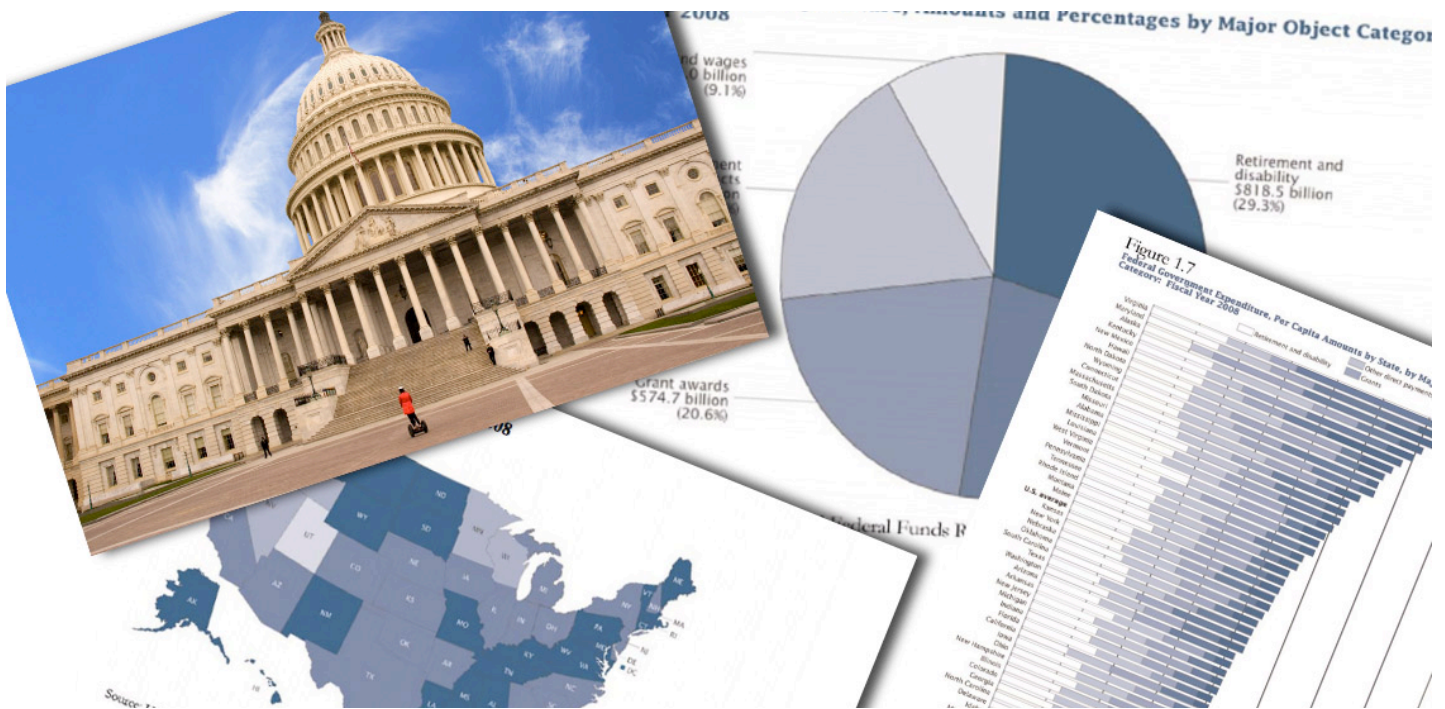 2008
, Amounts and Percentages by Major Object Categor
nd wages
.0 billion
(9.1%)
Retirement and
disability
$818.5 billion
(29.3%)
Grant awards
$574.7 billion
(20.6%)
Federal Funds R
08
ND
MN
WI
WY
SD
UT
CO
NE
IA
AZ
NM
KS
OK
TX
MO
AR
LA
MS
AL
TN
KY
IL
IN
OH
MI
WV
VA
PA
NY
VT
ME
MA
RI
NJ
DE
DC
NC
SC
AK
HI
CA
Source:
Figure 1.7
Federal Government Expenditure, Per Capita Amounts by State, by Ma
Category: Fiscal Year 2008
Retirement and disability
Other direct payments
Grants
Virginia
Maryland
Alaska
Kentucky
New Mexico
Hawaii
North Dakota
Wyoming
Connecticut
Massachusetts
South Dakota
Missouri
Alabama
Mississippi
Louisiana
West Virginia
Vermont
Pennsylvania
Tennessee
Rhode Island
Montana
Maine
U.S. average
Kansas
New York
Nebraska
Oklahoma
South Carolina
Texas
Washington
Arizona
Arkansas
New Jersey
Michigan
Indiana
Florida
California
Iowa
Ohio
New Hampshire
Illinois
Colorado
Georgia
North Carolina
Delaware